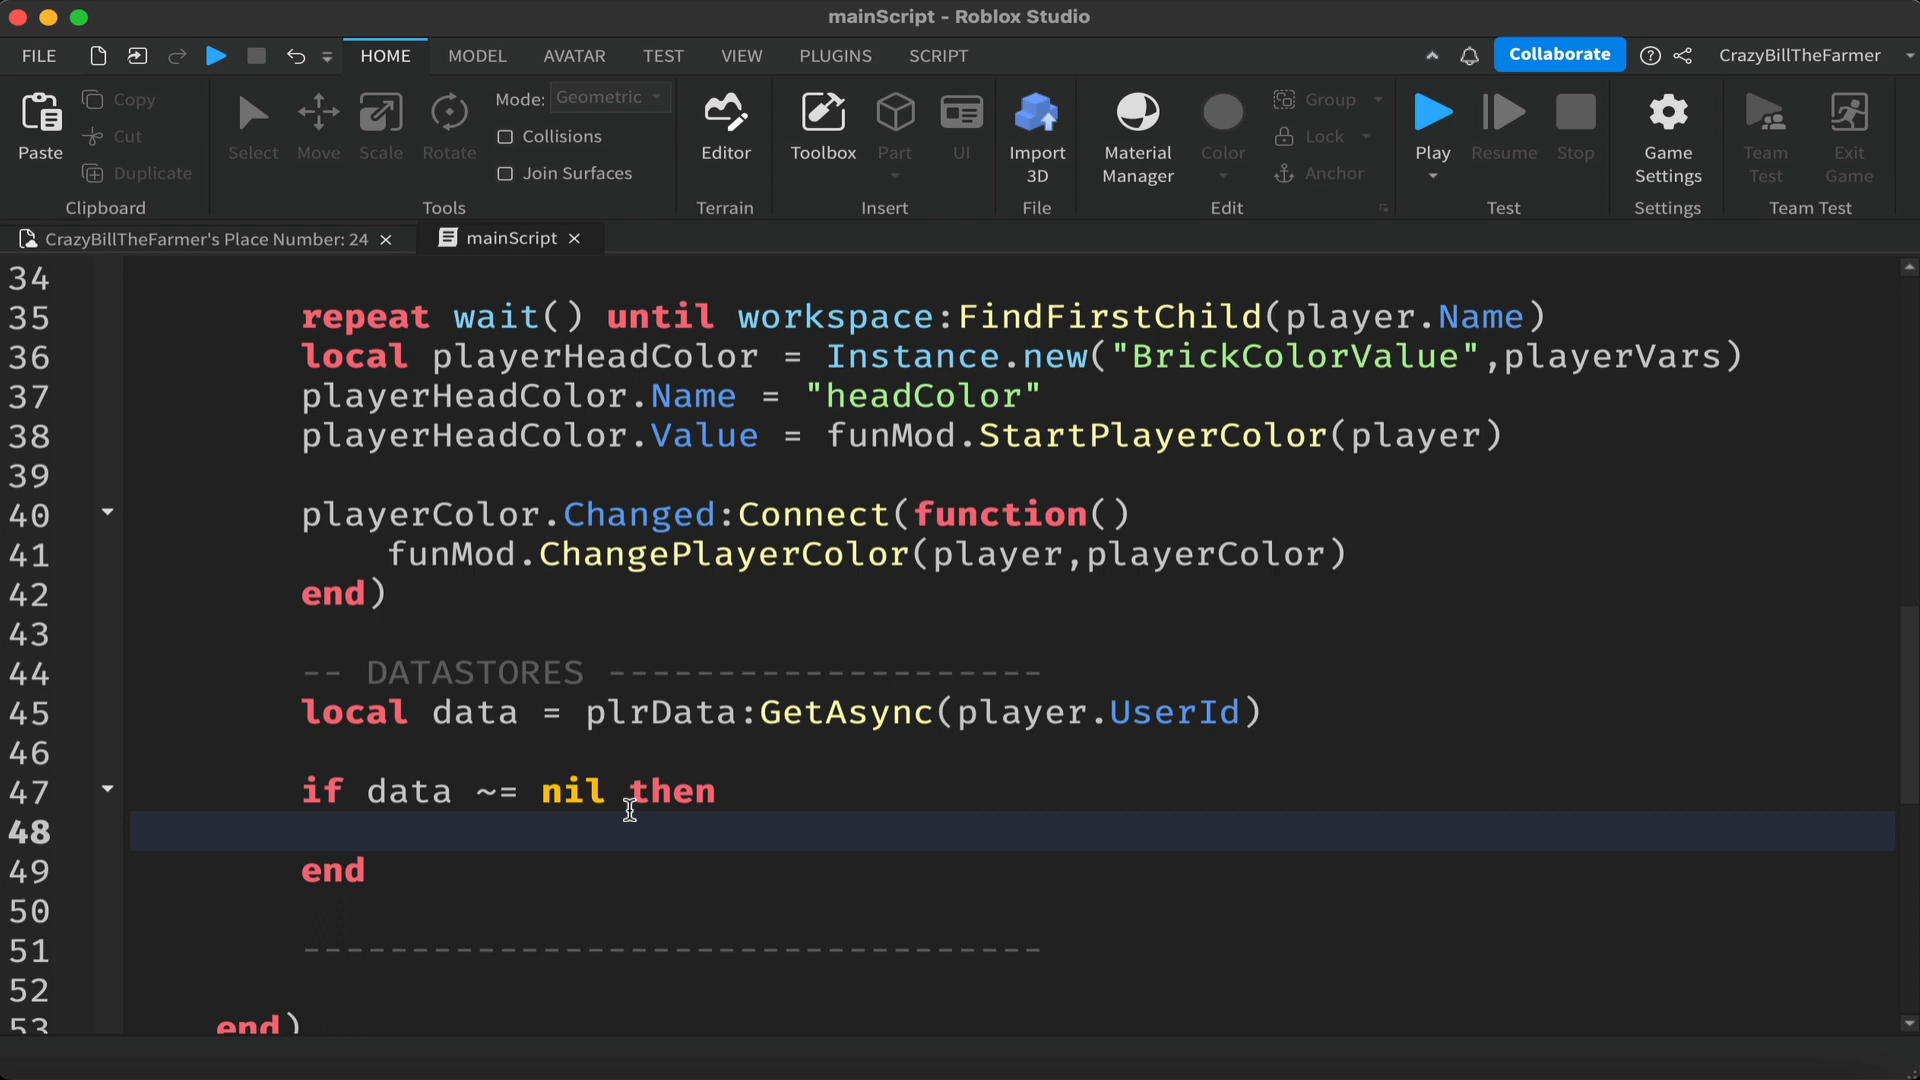 mainScript - Roblox Studio
FILE HOME MODEL AVATAR TEST VIEW PLUGINS SCRIPT Collaborate CrazyBillTheFarmer
Paste
Copy
Cut
Duplicate
Clipboard
Select Move Scale Rotate
Mode: Geometric
Collisions
Join Surfaces
Tools
Editor
Terrain
Toolbox Part UI
Insert
Import
3D
File
Material
Manager
Color
Group
Lock
Anchor
Edit
Play Resume Stop
Test
Game
Settings
Settings
Team
Test
Exit
Game
Team Test
CrazyBillTheFarmer's Place Number: 24 mainScript
34
35 repeat wait() until workspace:FindFirstChild(player.Name)
36 local playerHeadColor = Instance.new("BrickColorValue",playerVars)
37 playerHeadColor.Name = "headColor"
38 playerHeadColor.Value = funMod.StartPlayerColor(player)
39
40 playerColor.Changed:Connect(function()
41 funMod.ChangePlayerColor(player,playerColor)
42 end)
43
44 -- DATASTORES --------------------
45 local data = plrData:GetAsync(player.UserId)
46
47 if data ~= nil then
48
49 end
50
51 ----------------------------------
52
53 end)